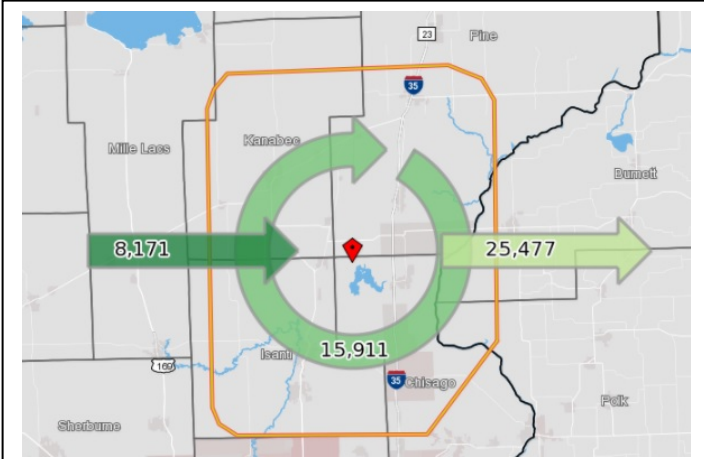 23
Pine
35
Mille Lacs
Kanabec
Burnett
8,171
25,477
15,911
Isanti
169
35
Chisago
Polk
Sherburne